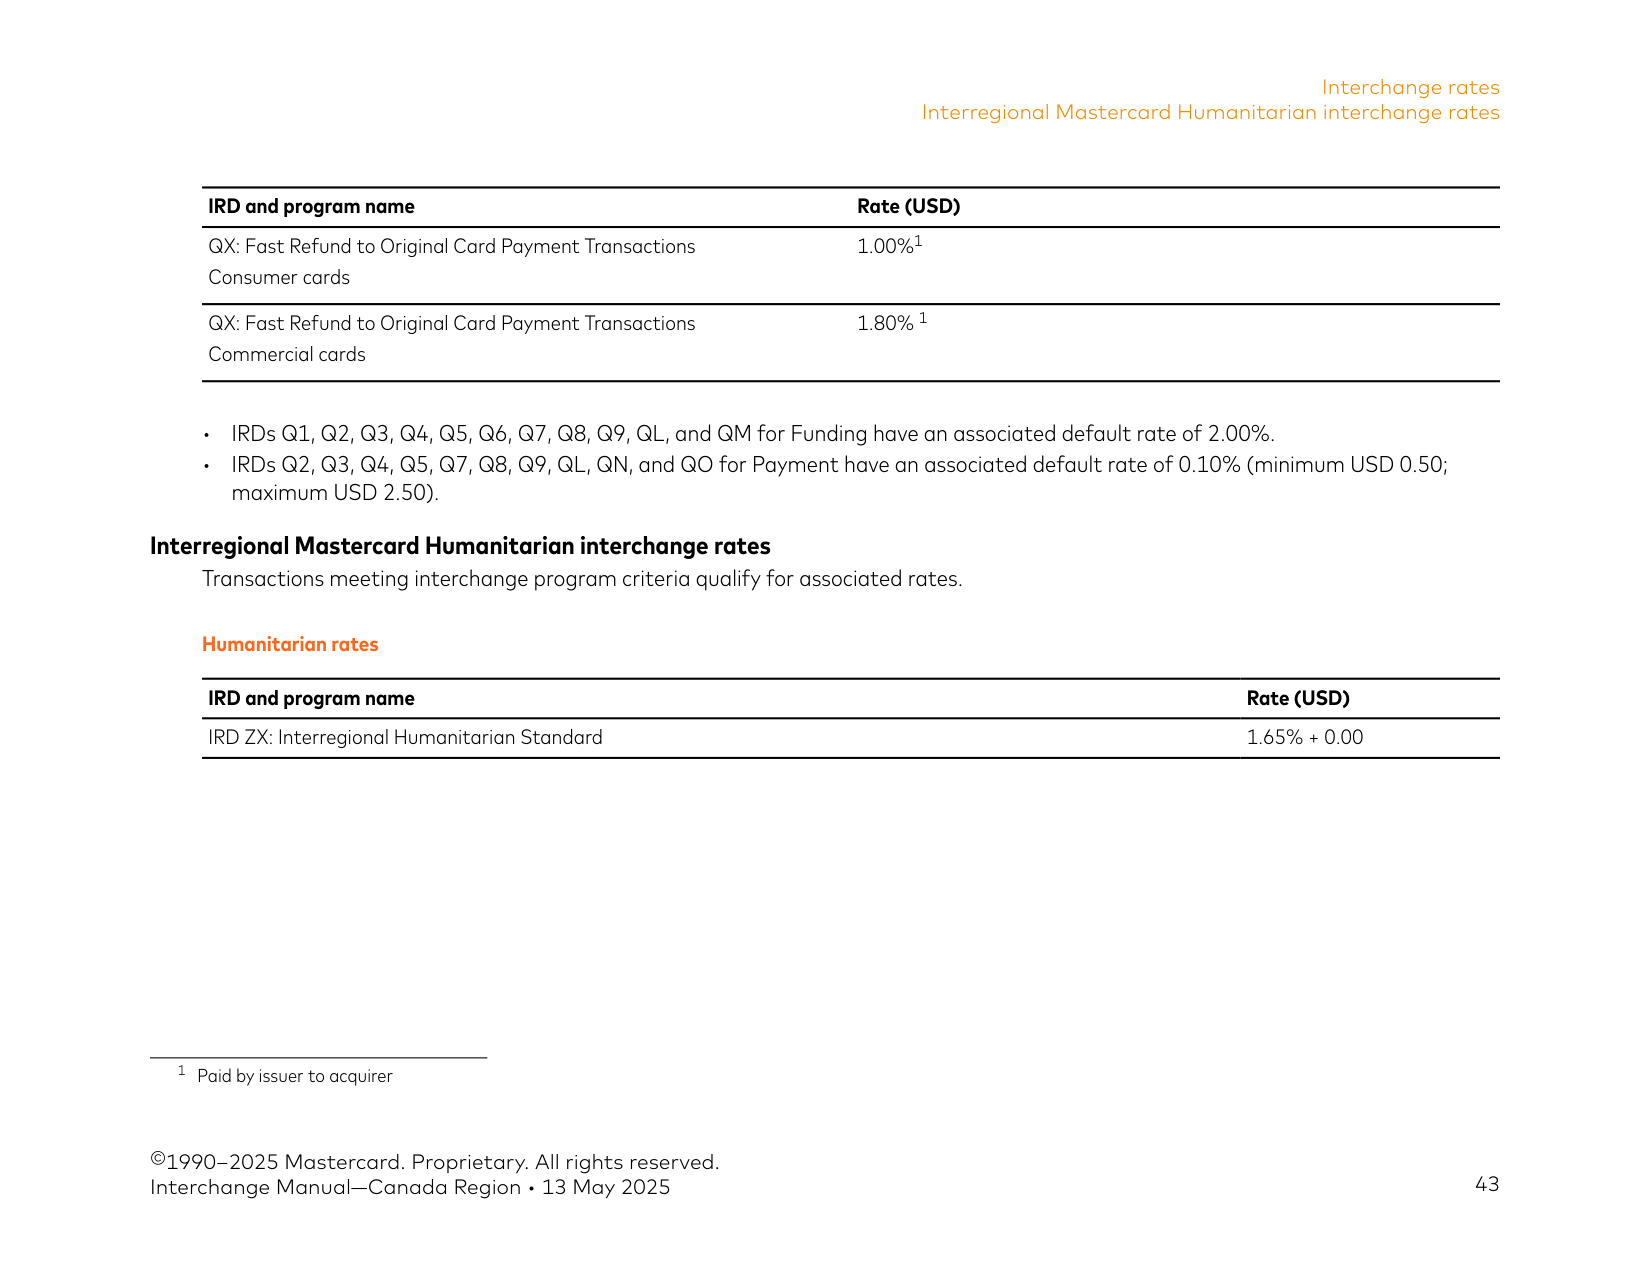 Interchange rates
Interregional Mastercard Humanitarian interchange rates
IRD and program name Rate (USD)
QX: Fast Refund to Original Card Payment Transactions 1.00%1
Consumer cards
QX: Fast Refund to Original Card Payment Transactions 1.80% 1
Commercial cards
• IRDs Q1, Q2, Q3, Q4, Q5, Q6, Q7, Q8, Q9, QL, and QM for Funding have an associated default rate of 2.00%.
• IRDs Q2, Q3, Q4, Q5, Q7, Q8, Q9, QL, QN, and QO for Payment have an associated default rate of 0.10% (minimum USD 0.50;
maximum USD 2.50).
Interregional Mastercard Humanitarian interchange rates
Transactions meeting interchange program criteria qualify for associated rates.
Humanitarian rates
IRD and program name Rate (USD)
IRD ZX: Interregional Humanitarian Standard 1.65% + 0.00
1 Paid by issuer to acquirer
©1990–2025 Mastercard. Proprietary. All rights reserved.
Interchange Manual—Canada Region • 13 May 2025 43